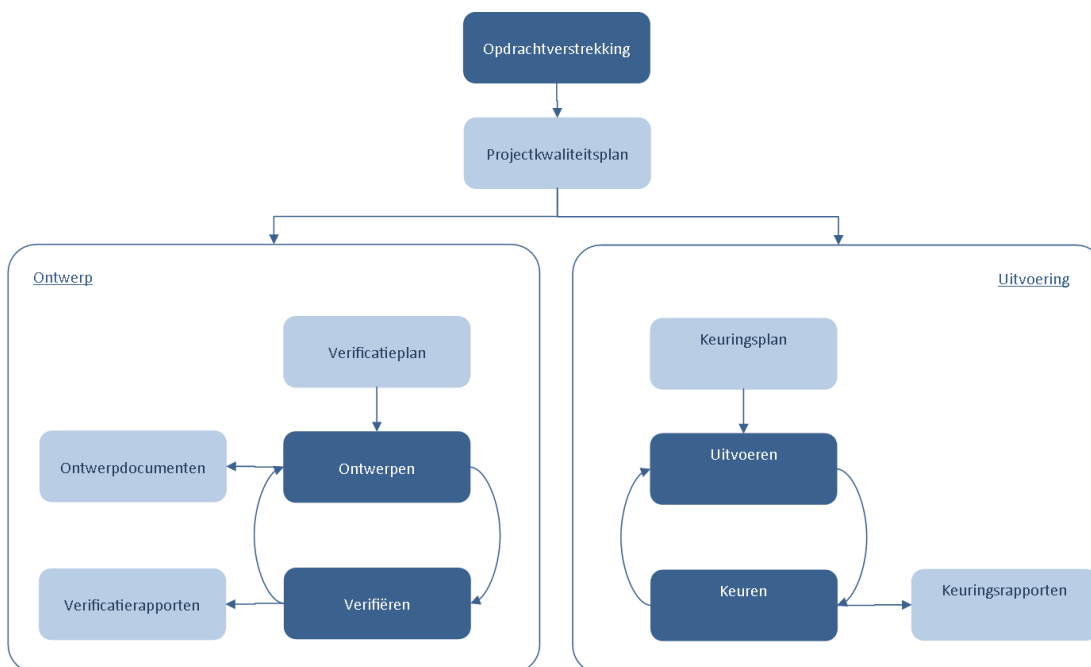 Opdrachtverstrekking
Projectkwaliteitsplan
Ontwerp
Uitvoering
Verificatieplan
Keuringsplan
Ontwerpdocumenten
Ontwerpen
Uitvoeren
Verificatierapporten
Verifiëren
Keuren
Keuringsrapporten